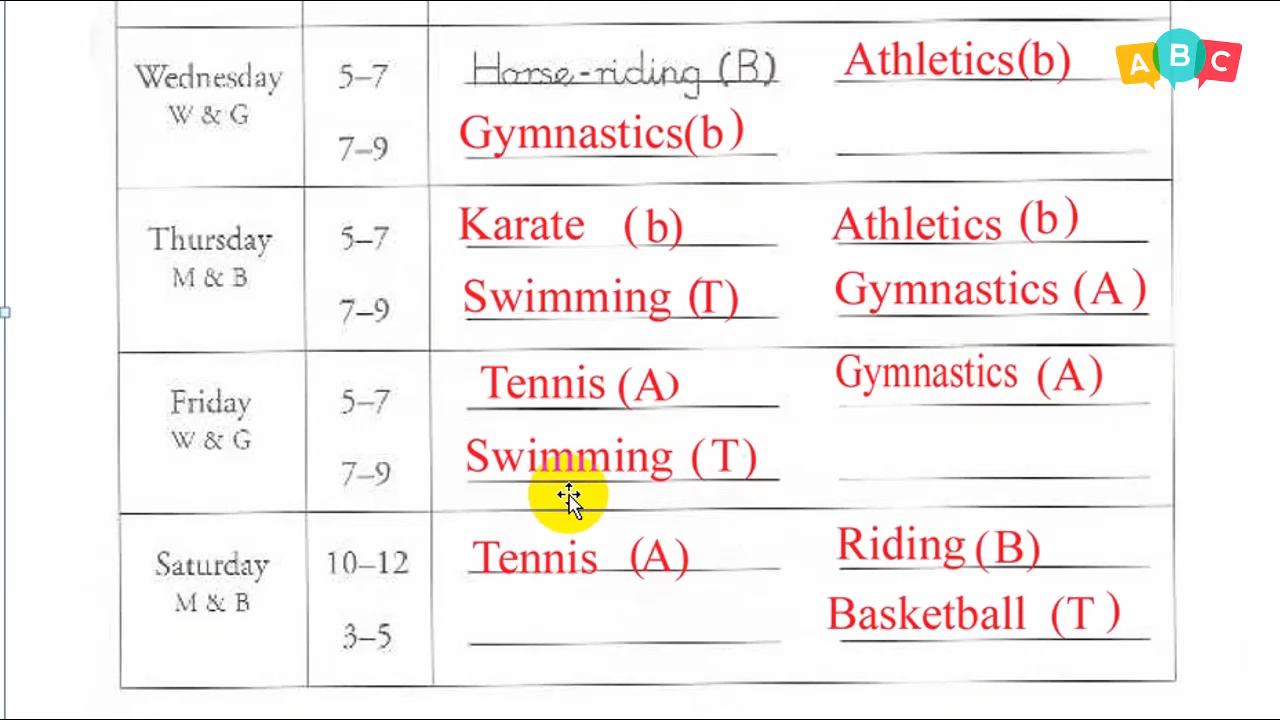 Wednesday 5–7 Horse-riding (B) Athletics(b)
W & G
7–9 Gymnastics(b)
Thursday 5–7 Karate (b) Athletics (b)
M & B
7–9 Swimming (T) Gymnastics (A)
Friday 5–7 Tennis (A) Gymnastics (A)
W & G
7–9 Swimming (T)
Saturday 10–12 Tennis (A) Riding (B)
M & B
3–5 Basketball (T)
A B C